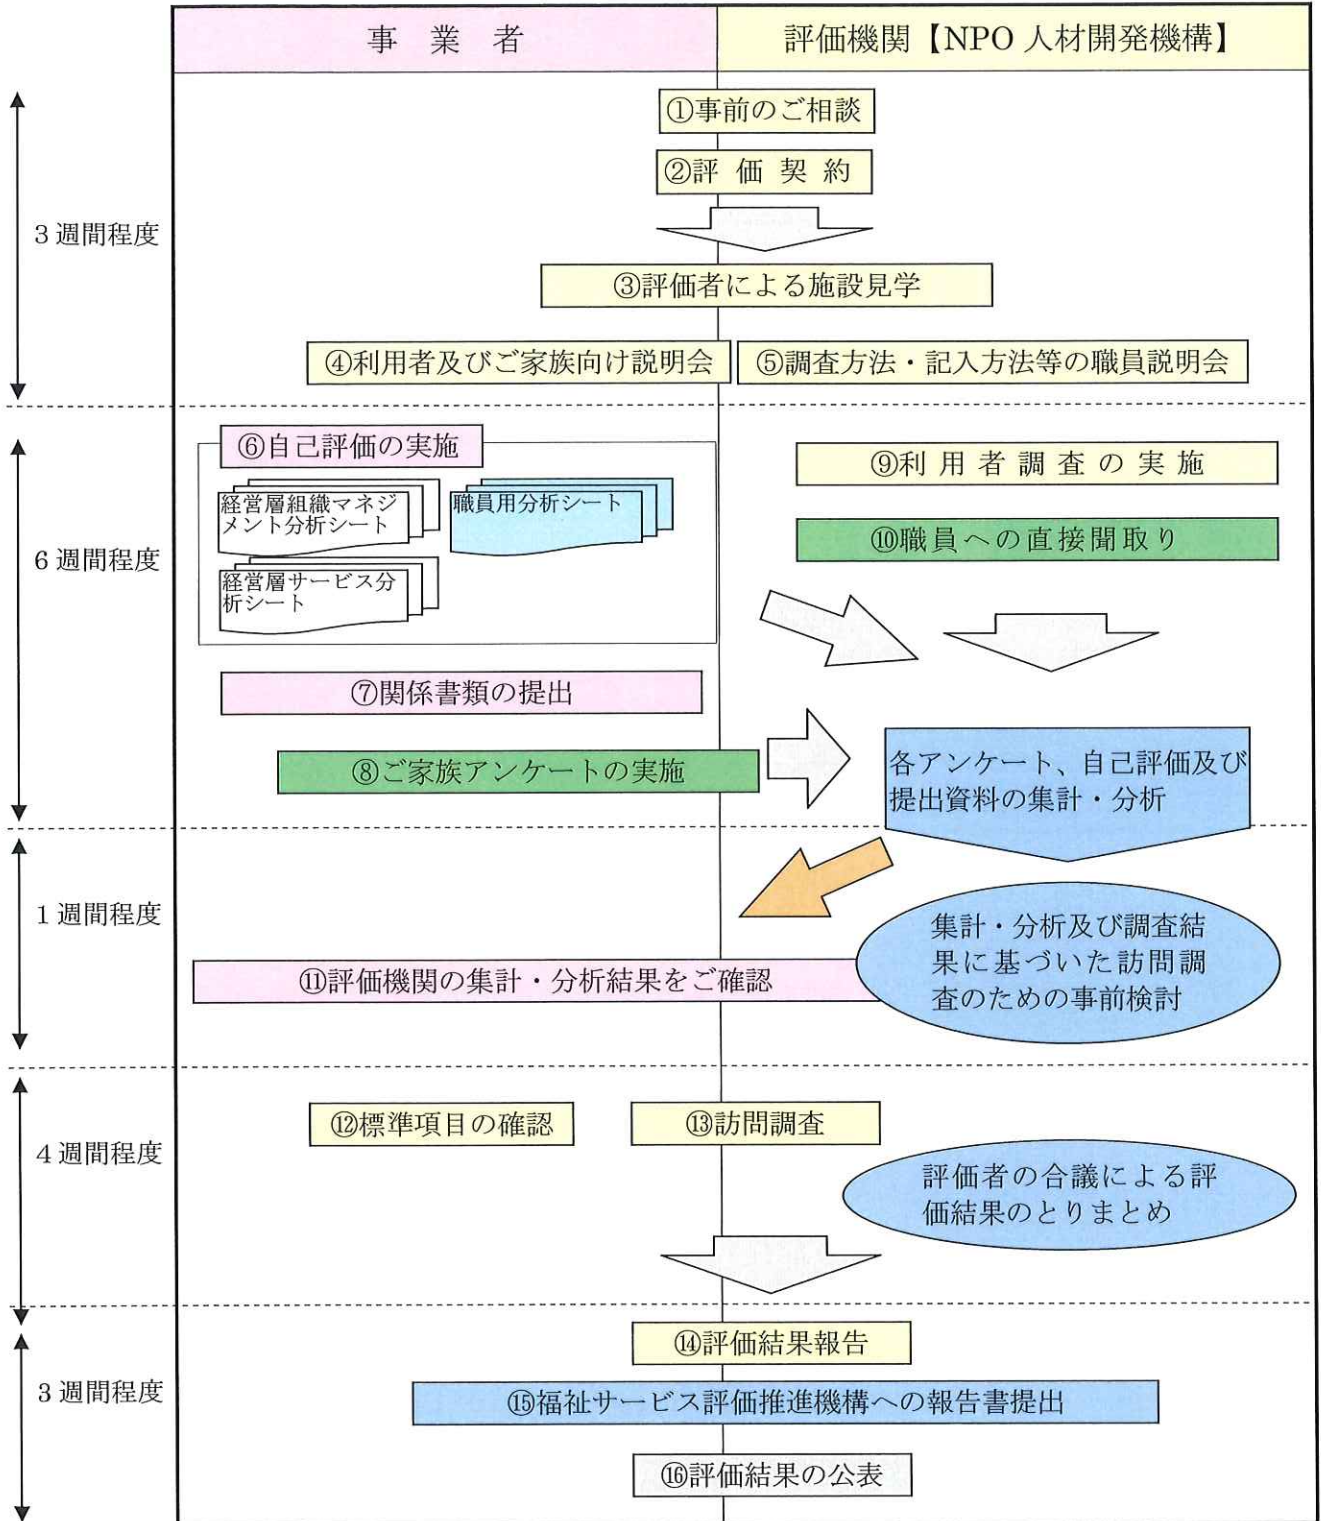 事業者
評価機関【NPO人材開発機構】
3週間程度
①事前のご相談
②評価契約
③評価者による施設見学
④利用者及びご家族向け説明会
⑤調査方法・記入方法等の職員説明会
6週間程度
⑥自己評価の実施
経営層組織マネジ
メント分析シート
職員用分析シート
経営層サービス分
析シート
⑦関係書類の提出
⑧ご家族アンケートの実施
⑨利用者調査の実施
⑩職員への直接聞取り
各アンケート、自己評価及び
提出資料の集計・分析
1週間程度
⑪評価機関の集計・分析結果をご確認
集計・分析及び調査結
果に基づいた訪問調
査のための事前検討
4週間程度
⑫標準項目の確認
⑬訪問調査
評価者の合議による評
価結果のとりまとめ
3週間程度
⑭評価結果報告
⑮福祉サービス評価推進機構への報告書提出
⑯評価結果の公表